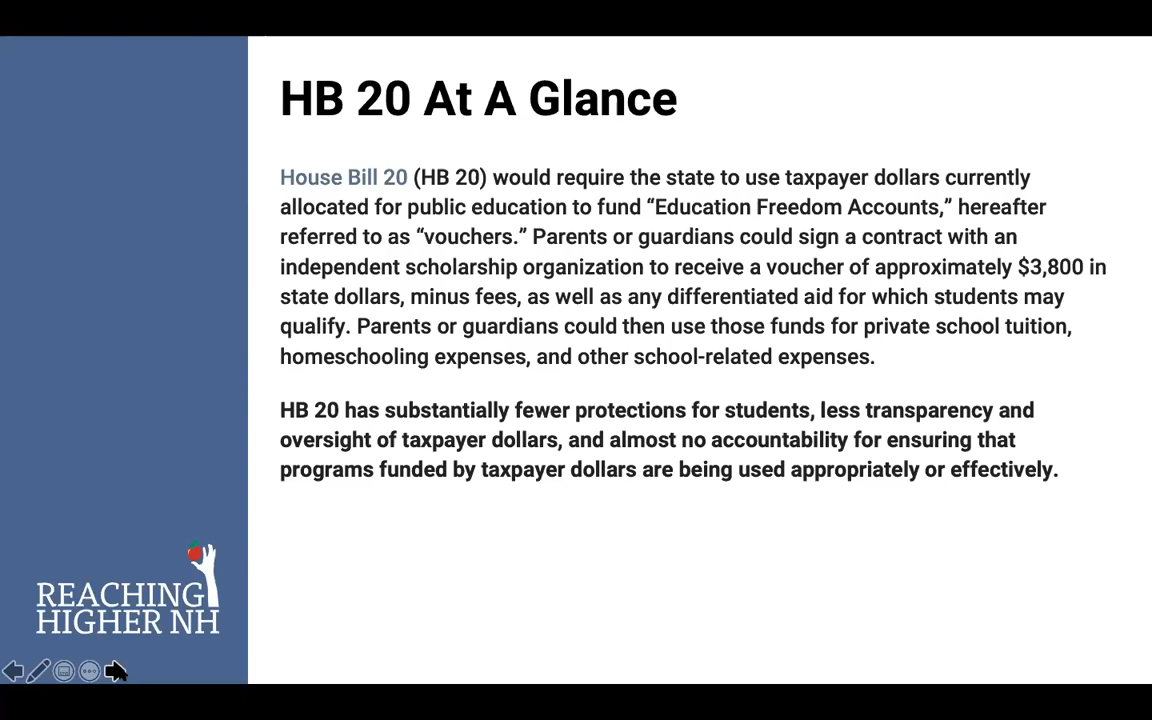 HB 20 At A Glance
House Bill 20 (HB 20) would require the state to use taxpayer dollars currently
allocated for public education to fund “Education Freedom Accounts,” hereafter
referred to as “vouchers.” Parents or guardians could sign a contract with an
independent scholarship organization to receive a voucher of approximately $3,800 in
state dollars, minus fees, as well as any differentiated aid for which students may
qualify. Parents or guardians could then use those funds for private school tuition,
homeschooling expenses, and other school-related expenses.
HB 20 has substantially fewer protections for students, less transparency and
oversight of taxpayer dollars, and almost no accountability for ensuring that
programs funded by taxpayer dollars are being used appropriately or effectively.
REACHING
HIGHER NH